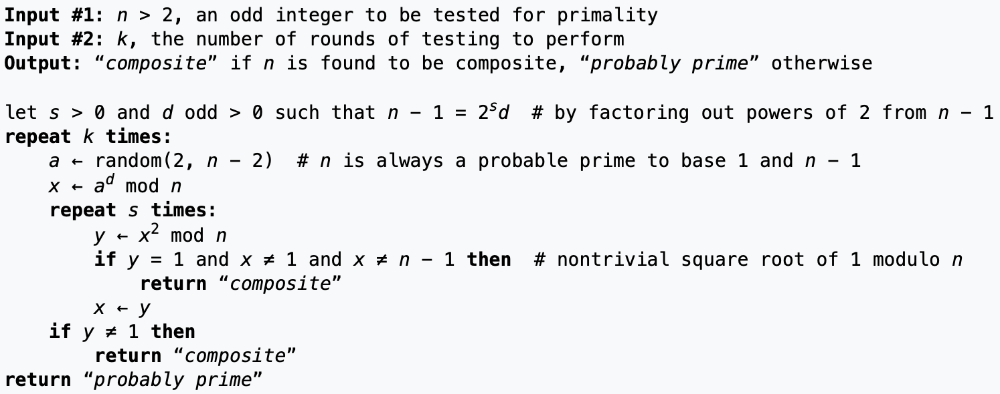 Input #1: n > 2, an odd integer to be tested for primality
Input #2: k, the number of rounds of testing to perform
Output: “composite” if n is found to be composite, “probably prime” otherwise
let s > 0 and d odd > 0 such that n − 1 = 2ˢd  # by factoring out powers of 2 from n − 1
repeat k times:
a ← random(2, n − 2)  # n is always a probable prime to base 1 and n − 1
x ← aᵈ mod n
repeat s times:
y ← x² mod n
if y = 1 and x ≠ 1 and x ≠ n − 1 then  # nontrivial square root of 1 modulo n
return “composite”
x ← y
if y ≠ 1 then
return “composite”
return “probably prime”